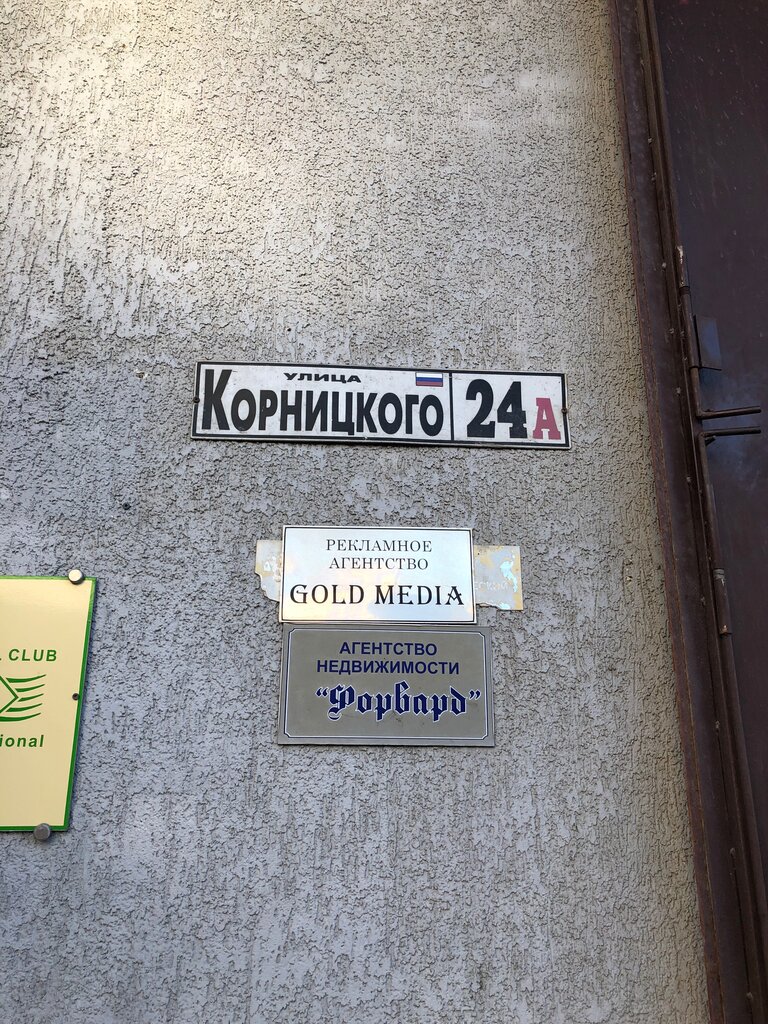 УЛИЦА
КОРНИЦКОГО 24А
РЕКЛАМНОЕ
АГЕНТСТВО
GOLD MEDIA
АГЕНТСТВО
НЕДВИЖИМОСТИ
"Форвард"
CLUB
ional